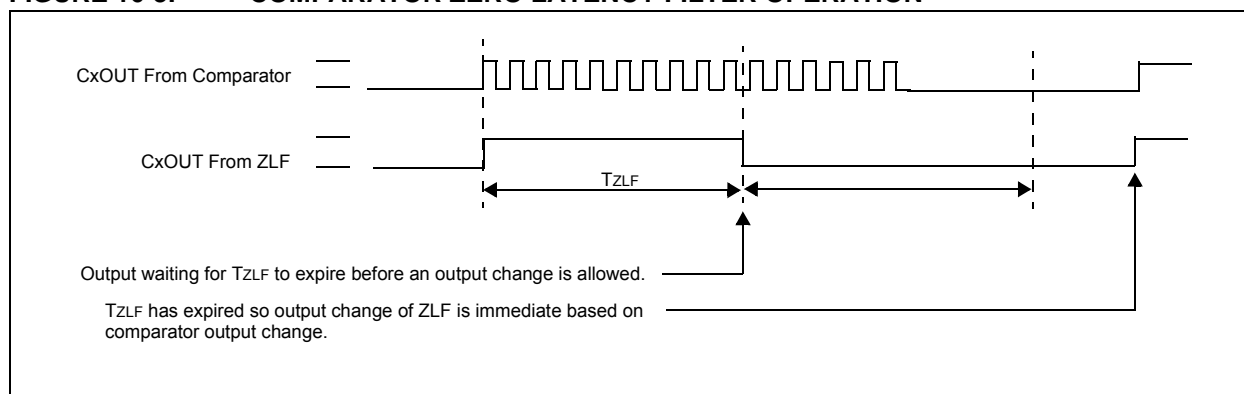 CxOUT From Comparator
CxOUT From ZLF
TZLF
Output waiting for TZLF to expire before an output change is allowed.
TZLF has expired so output change of ZLF is immediate based on
comparator output change.